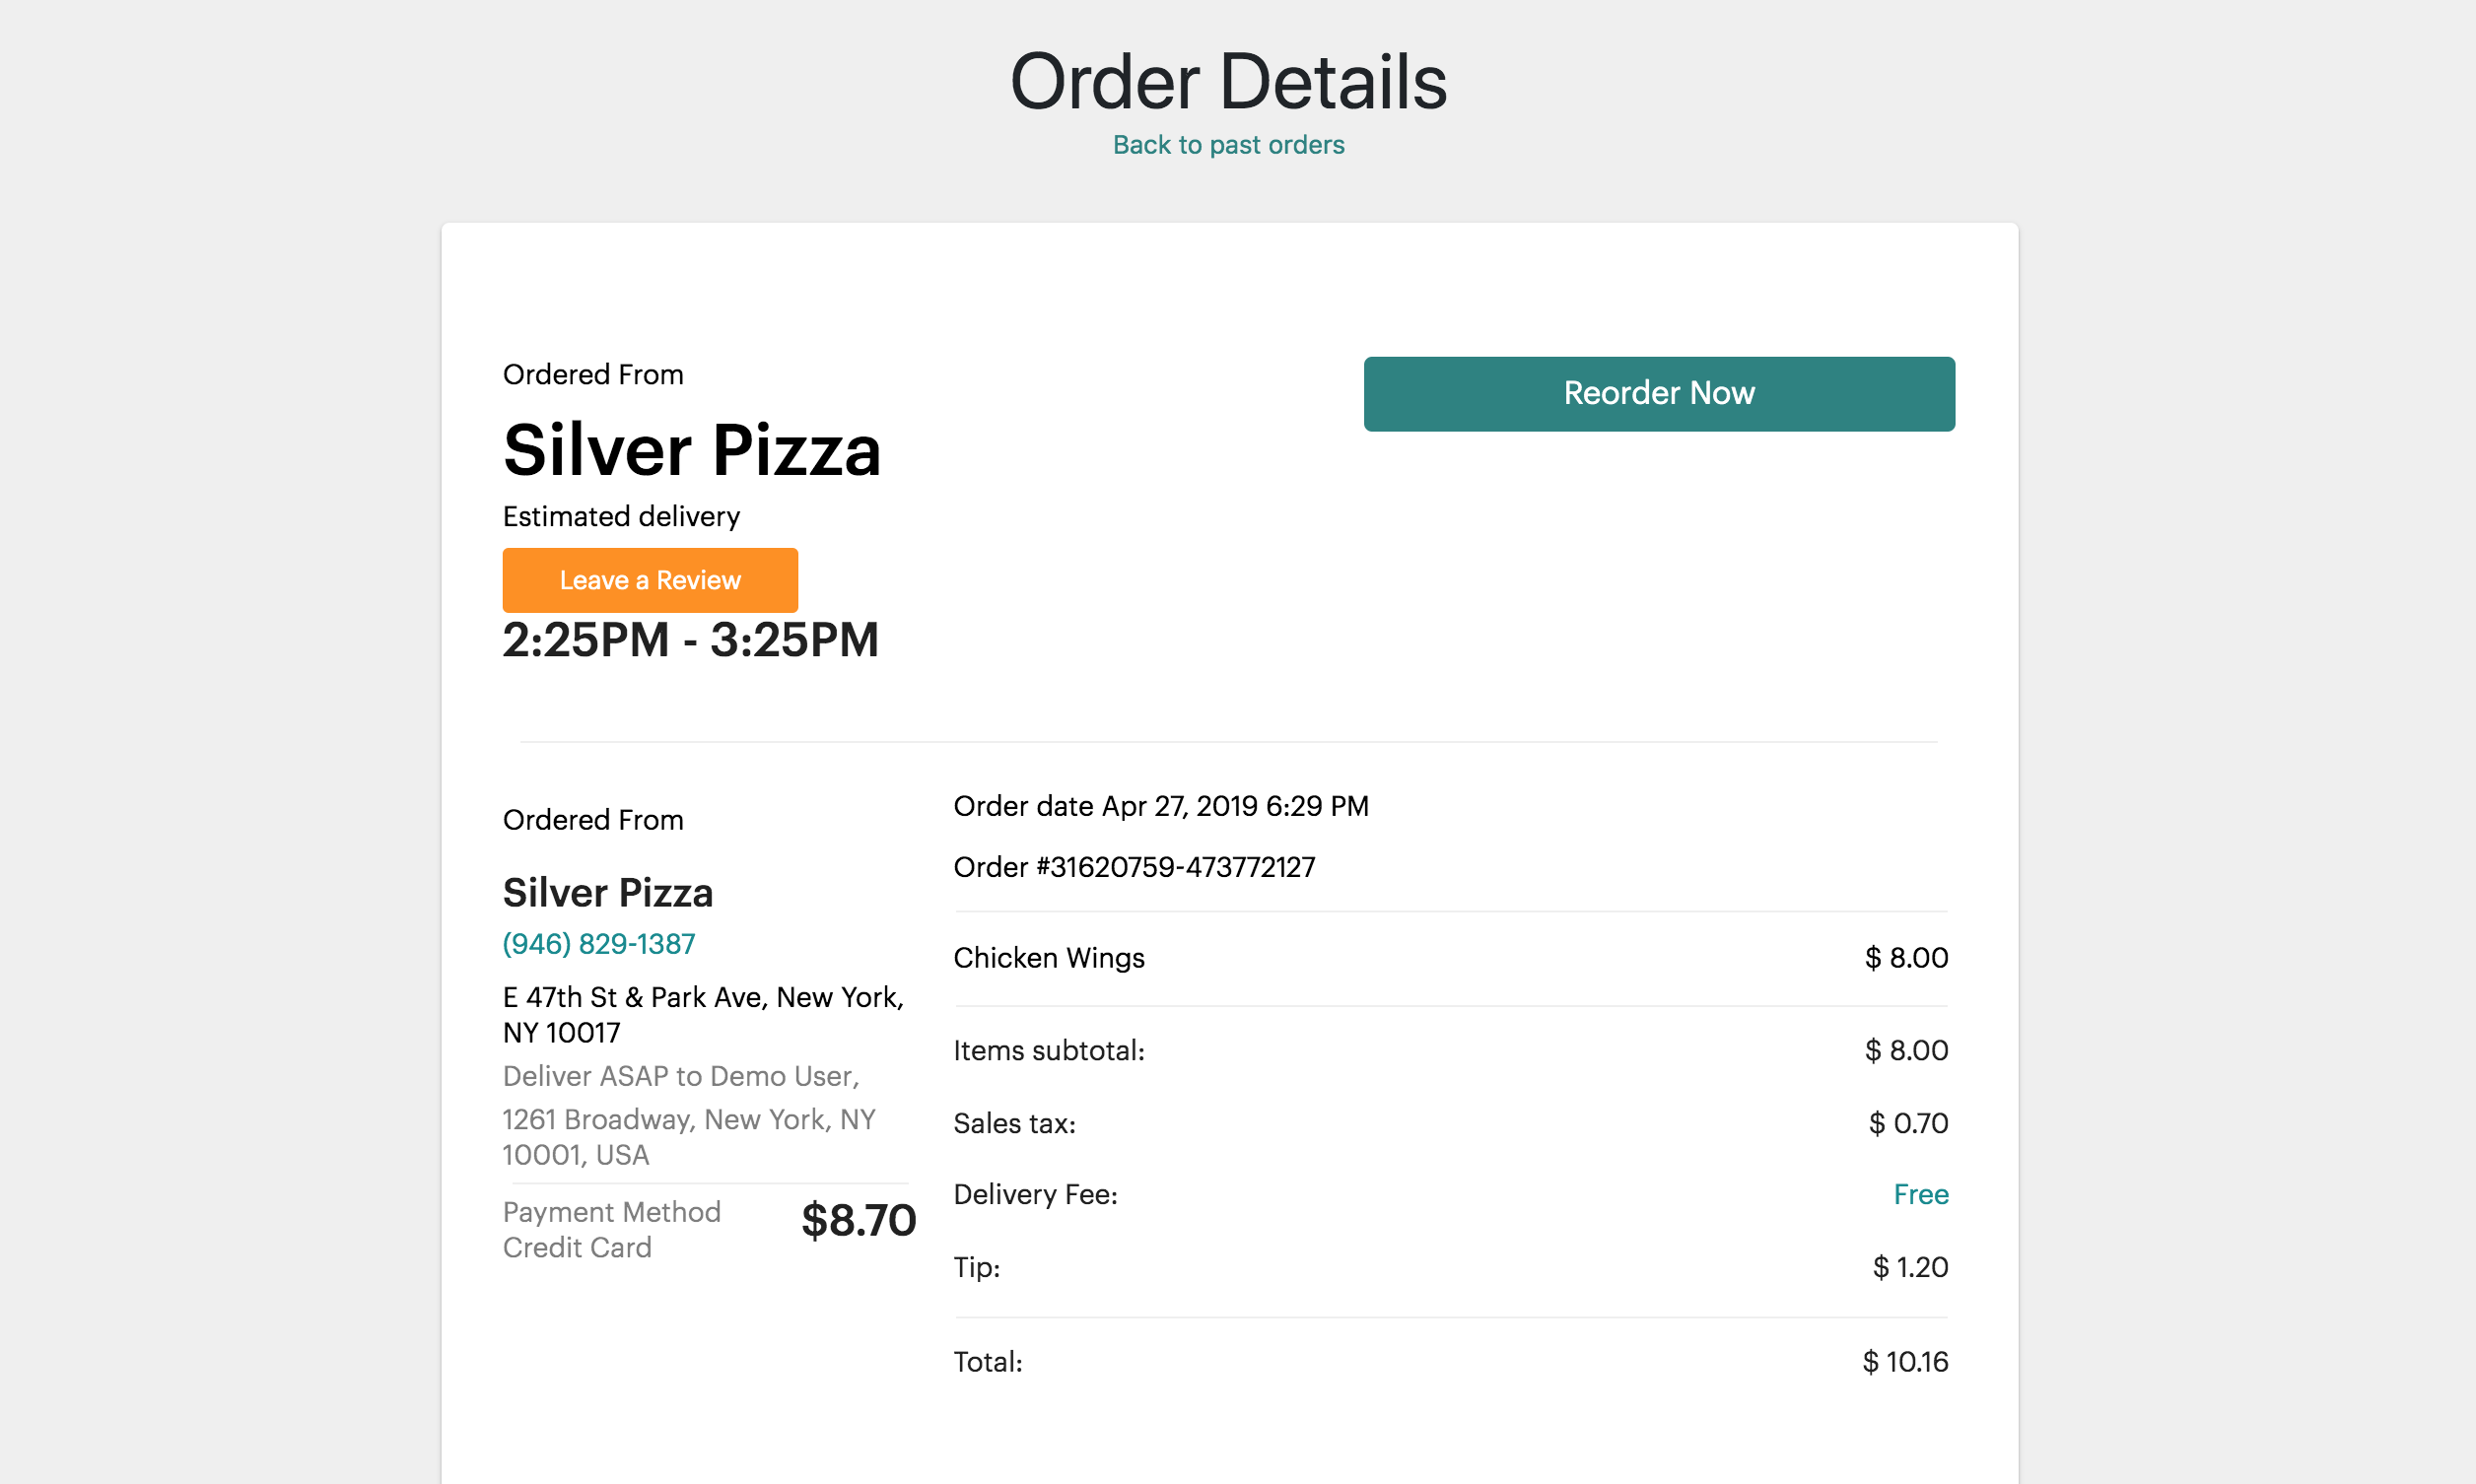 Order Details
Back to past orders
Ordered From
Silver Pizza
Estimated delivery
Leave a Review
2:25PM - 3:25PM
Reorder Now
Ordered From
Silver Pizza
(946) 829-1387
E 47th St & Park Ave, New York,
NY 10017
Deliver ASAP to Demo User,
1261 Broadway, New York, NY
10001, USA
Payment Method
Credit Card
$8.70
Order date Apr 27, 2019 6:29 PM
Order #31620759-473772127
Chicken Wings $ 8.00
Items subtotal: $ 8.00
Sales tax: $ 0.70
Delivery Fee: Free
Tip: $ 1.20
Total: $ 10.16